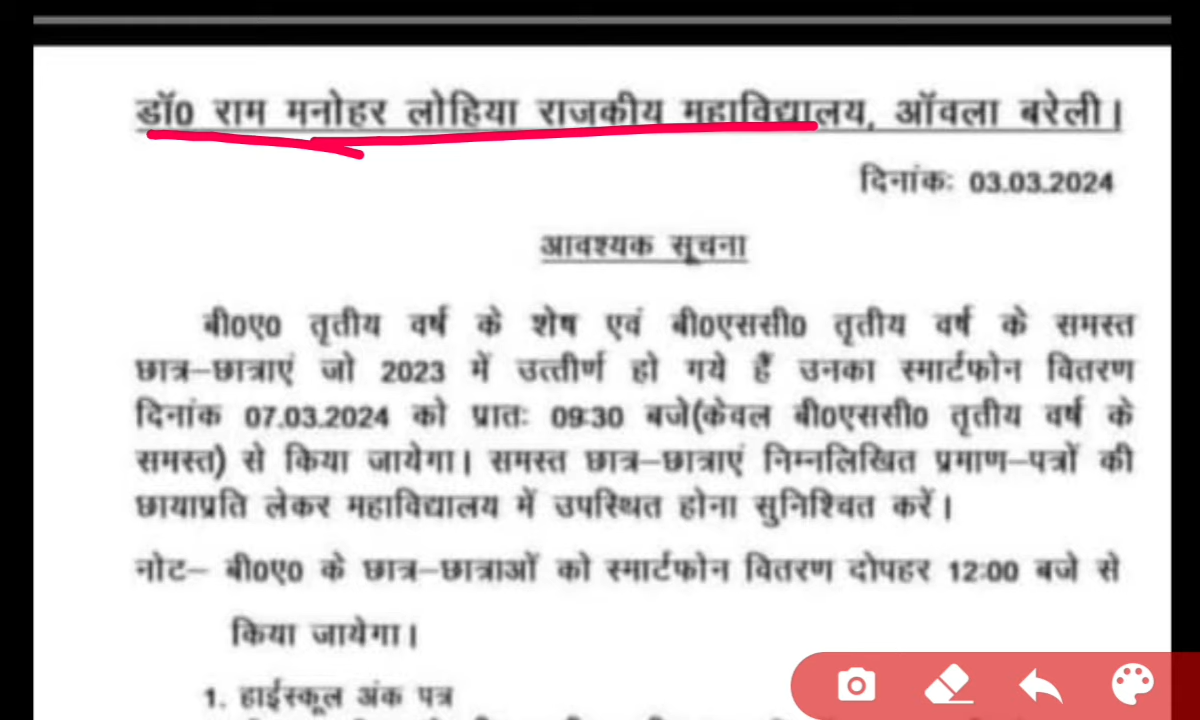 डॉ0 राम मनोहर लोहिया राजकीय महाविद्यालय, ऑवला बरेली।
दिनांकः 03.03.2024
आवश्यक सूचना
बी0ए0 तृतीय वर्ष के शेष एवं बी0एससी0 तृतीय वर्ष के समस्त
छात्र–छात्राएं जो 2023 में उत्तीर्ण हो गये हैं उनका स्मार्टफोन वितरण
दिनांक 07.03.2024 को प्रातः 09:30 बजे(केवल बी0एससी0 तृतीय वर्ष के
समस्त) से किया जायेगा। समस्त छात्र–छात्राएं निम्नलिखित प्रमाण–पत्रों की
छायाप्रति लेकर महाविद्यालय में उपस्थित होना सुनिश्चित करें।
नोट– बी0ए0 के छात्र–छात्राओं को स्मार्टफोन वितरण दोपहर 12:00 बजे से
किया जायेगा।
1. हाईस्कूल अंक पत्र